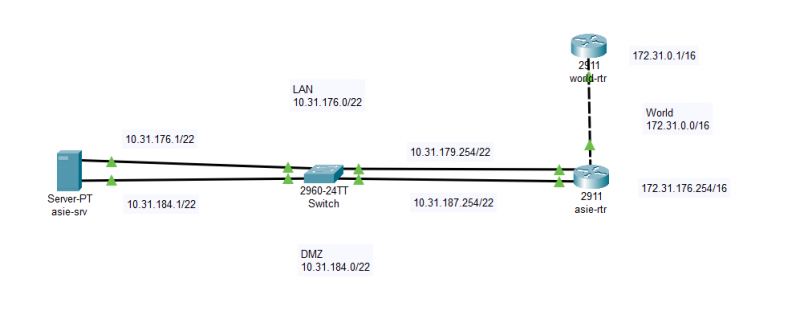 2911
world-rtr
172.31.0.1/16
LAN
10.31.176.0/22
World
172.31.0.0/16
10.31.176.1/22
10.31.179.254/22
Server-PT
asie-srv
2960-24TT
Switch
2911
asie-rtr
172.31.176.254/16
10.31.184.1/22
10.31.187.254/22
DMZ
10.31.184.0/22